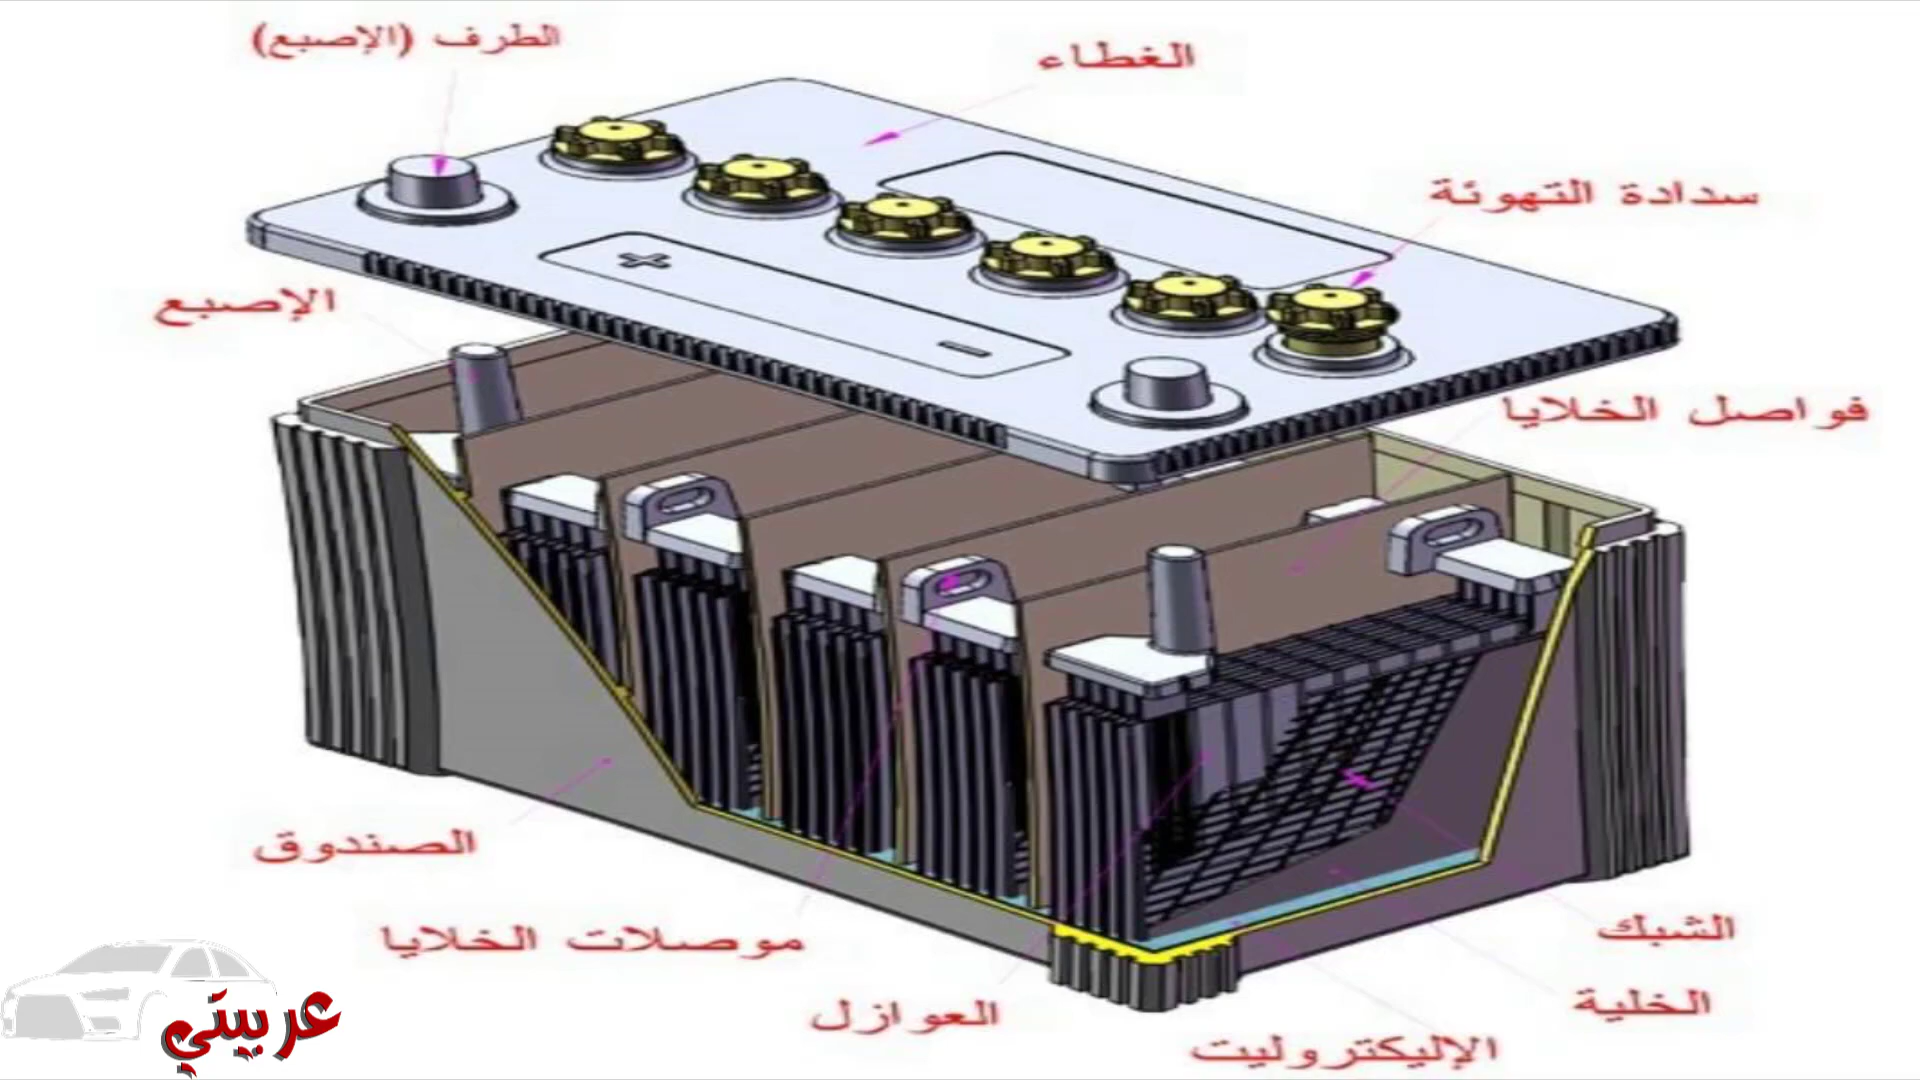 الطرف (الإصبع)
الغطاء
سدادة التهوئة
الإصبع
فواصل الخلايا
+
-
الصندوق
موصلات الخلايا
الشبك
العوازل
الخلية
الإليكتروليت
عربيتي